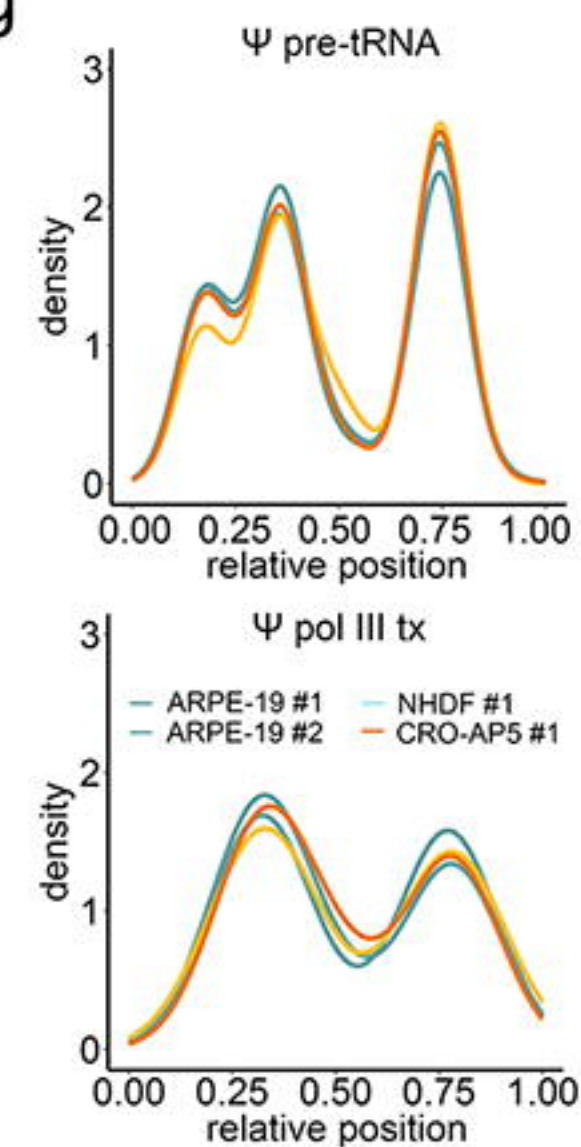 g
Ψ pre-tRNA
3
2
1
0
density
0.00 0.25 0.50 0.75 1.00
relative position
Ψ pol III tx
3
ARPE-19 #1 NHDF #1
ARPE-19 #2 CRO-AP5 #1
2
1
0
density
0.00 0.25 0.50 0.75 1.00
relative position